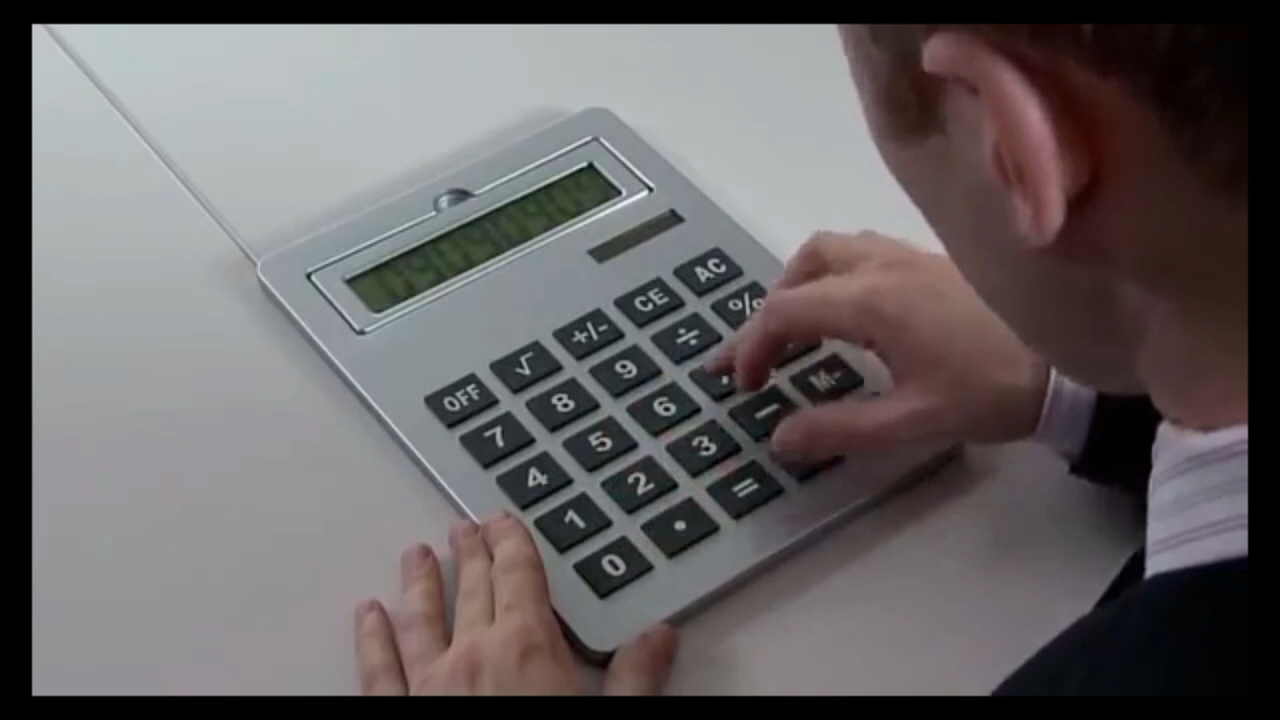 OFF √ +/- CE AC
7 8 9 ÷ %
4 5 6
1 2 3 − M-
0 • =